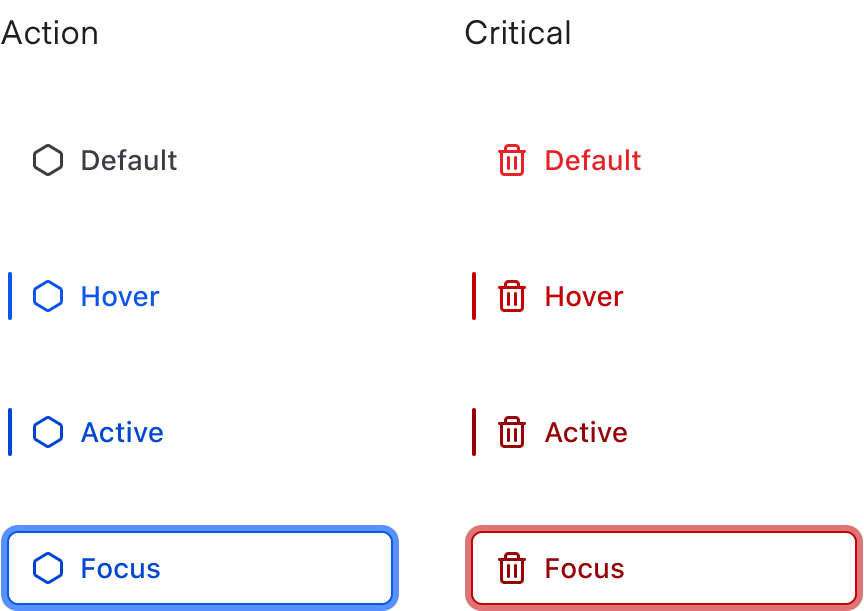 Action
Critical
Default
Default
Hover
Hover
Active
Active
Focus
Focus